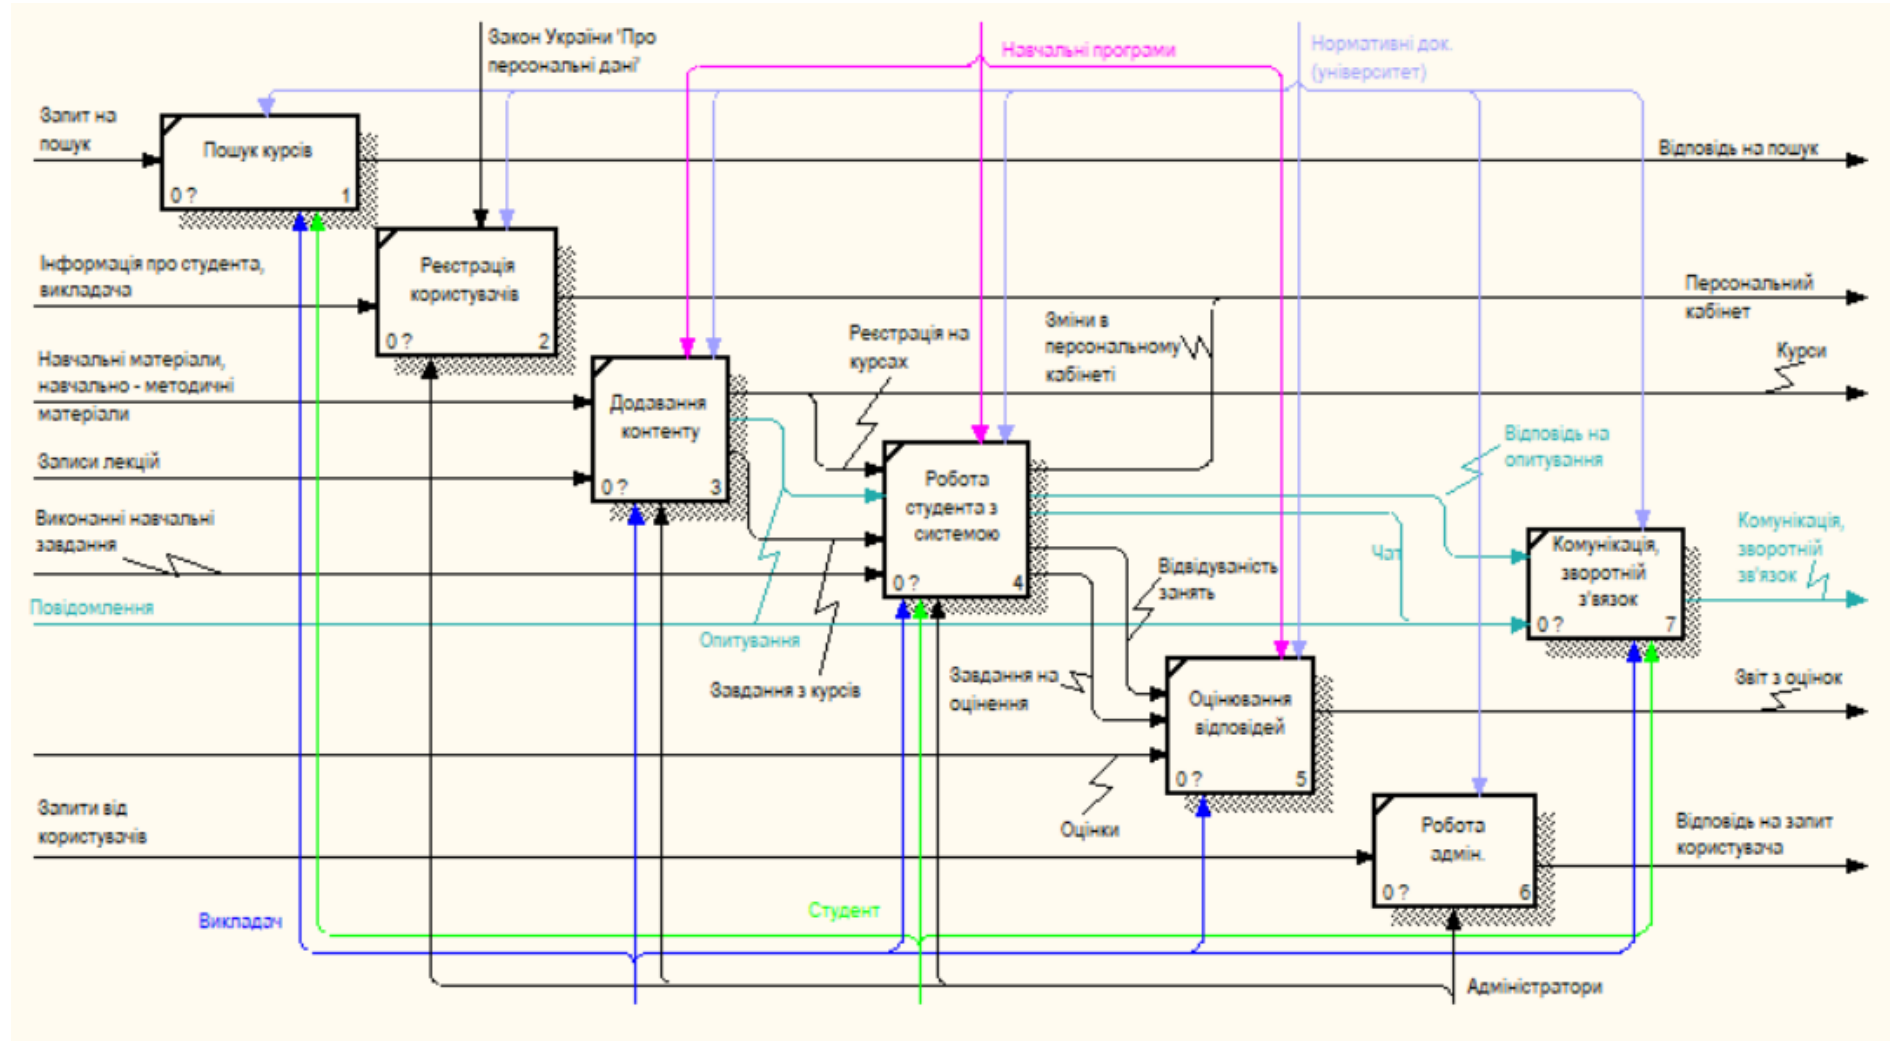 Закон України 'Про
персональні дані'
Навчальні програми
Нормативні док.
(університет)
Запит на
пошук
Пошук курсів
0 ?
1
Відповідь на пошук
Інформація про студента,
викладача
Реєстрація
користувачів
0 ?
2
Персональний
кабінет
Навчальні матеріали,
навчально - методичні
матеріали
Реєстрація на
курсах
Зміни в
персональному
кабінеті
Курси
Додавання
контенту
0 ?
3
Записи лекцій
Відповідь на
опитування
Робота
студента з
системою
0 ?
4
Виконанні навчальні
завдання
Чат
Комунікація,
зворотній
з'вязок
0 ?
7
Комунікація,
зворотній
зв'язок
Відвідуваність
занять
Повідомлення
Опитування
Завдання з курсів
Завдання на
оцінення
Оцінювання
відповідей
0 ?
5
Звіт з оцінок
Оцінки
Запити від
користувачів
Робота
адмін.
0 ?
6
Відповідь на запит
користувача
Викладач
Студент
Адміністратори